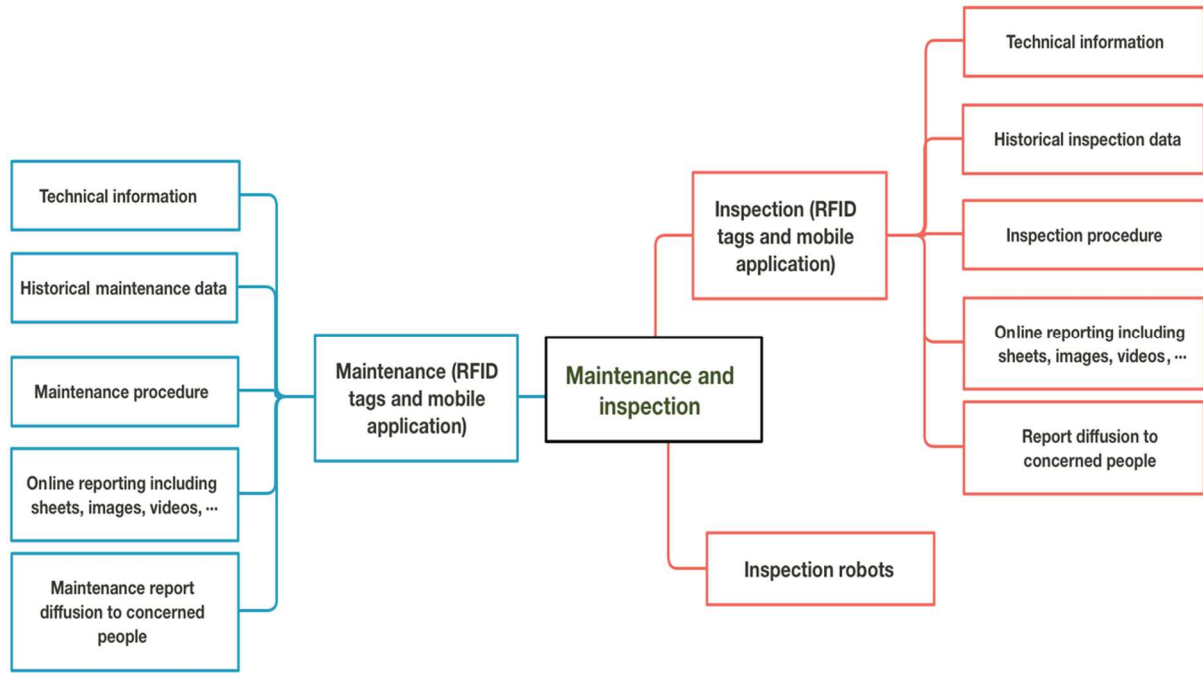 Technical information
Historical maintenance data
Maintenance procedure
Online reporting including
sheets, images, videos, ···
Maintenance report
diffusion to concerned
people
Maintenance (RFID
tags and mobile
application)
Maintenance and
inspection
Inspection (RFID
tags and mobile
application)
Inspection robots
Technical information
Historical inspection data
Inspection procedure
Online reporting including
sheets, images, videos, ···
Report diffusion to
concerned people